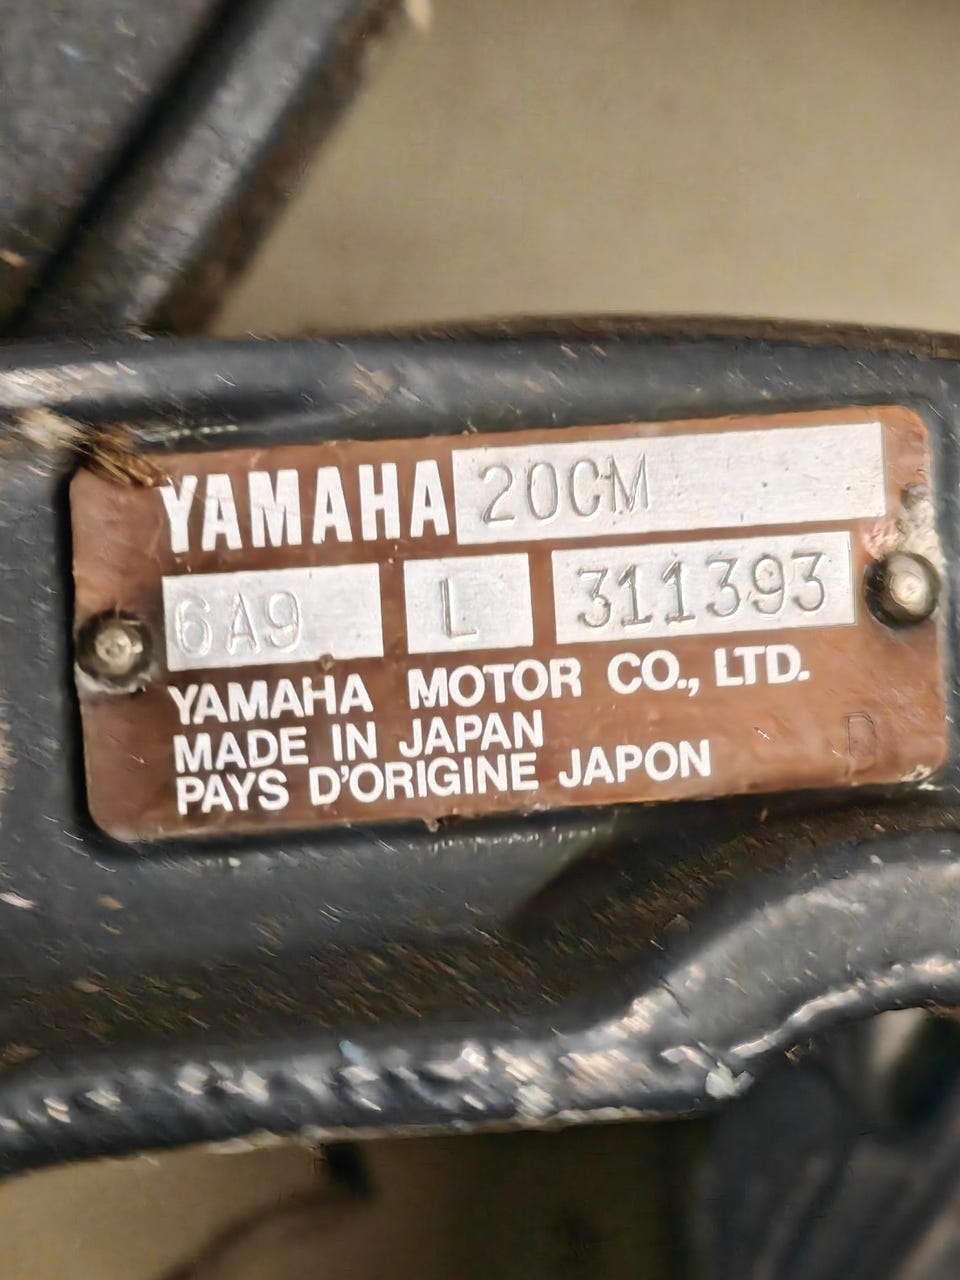 YAMAHA 20CM
6A9 L 311393
YAMAHA MOTOR CO., LTD.
MADE IN JAPAN
PAYS D'ORIGINE JAPON
D